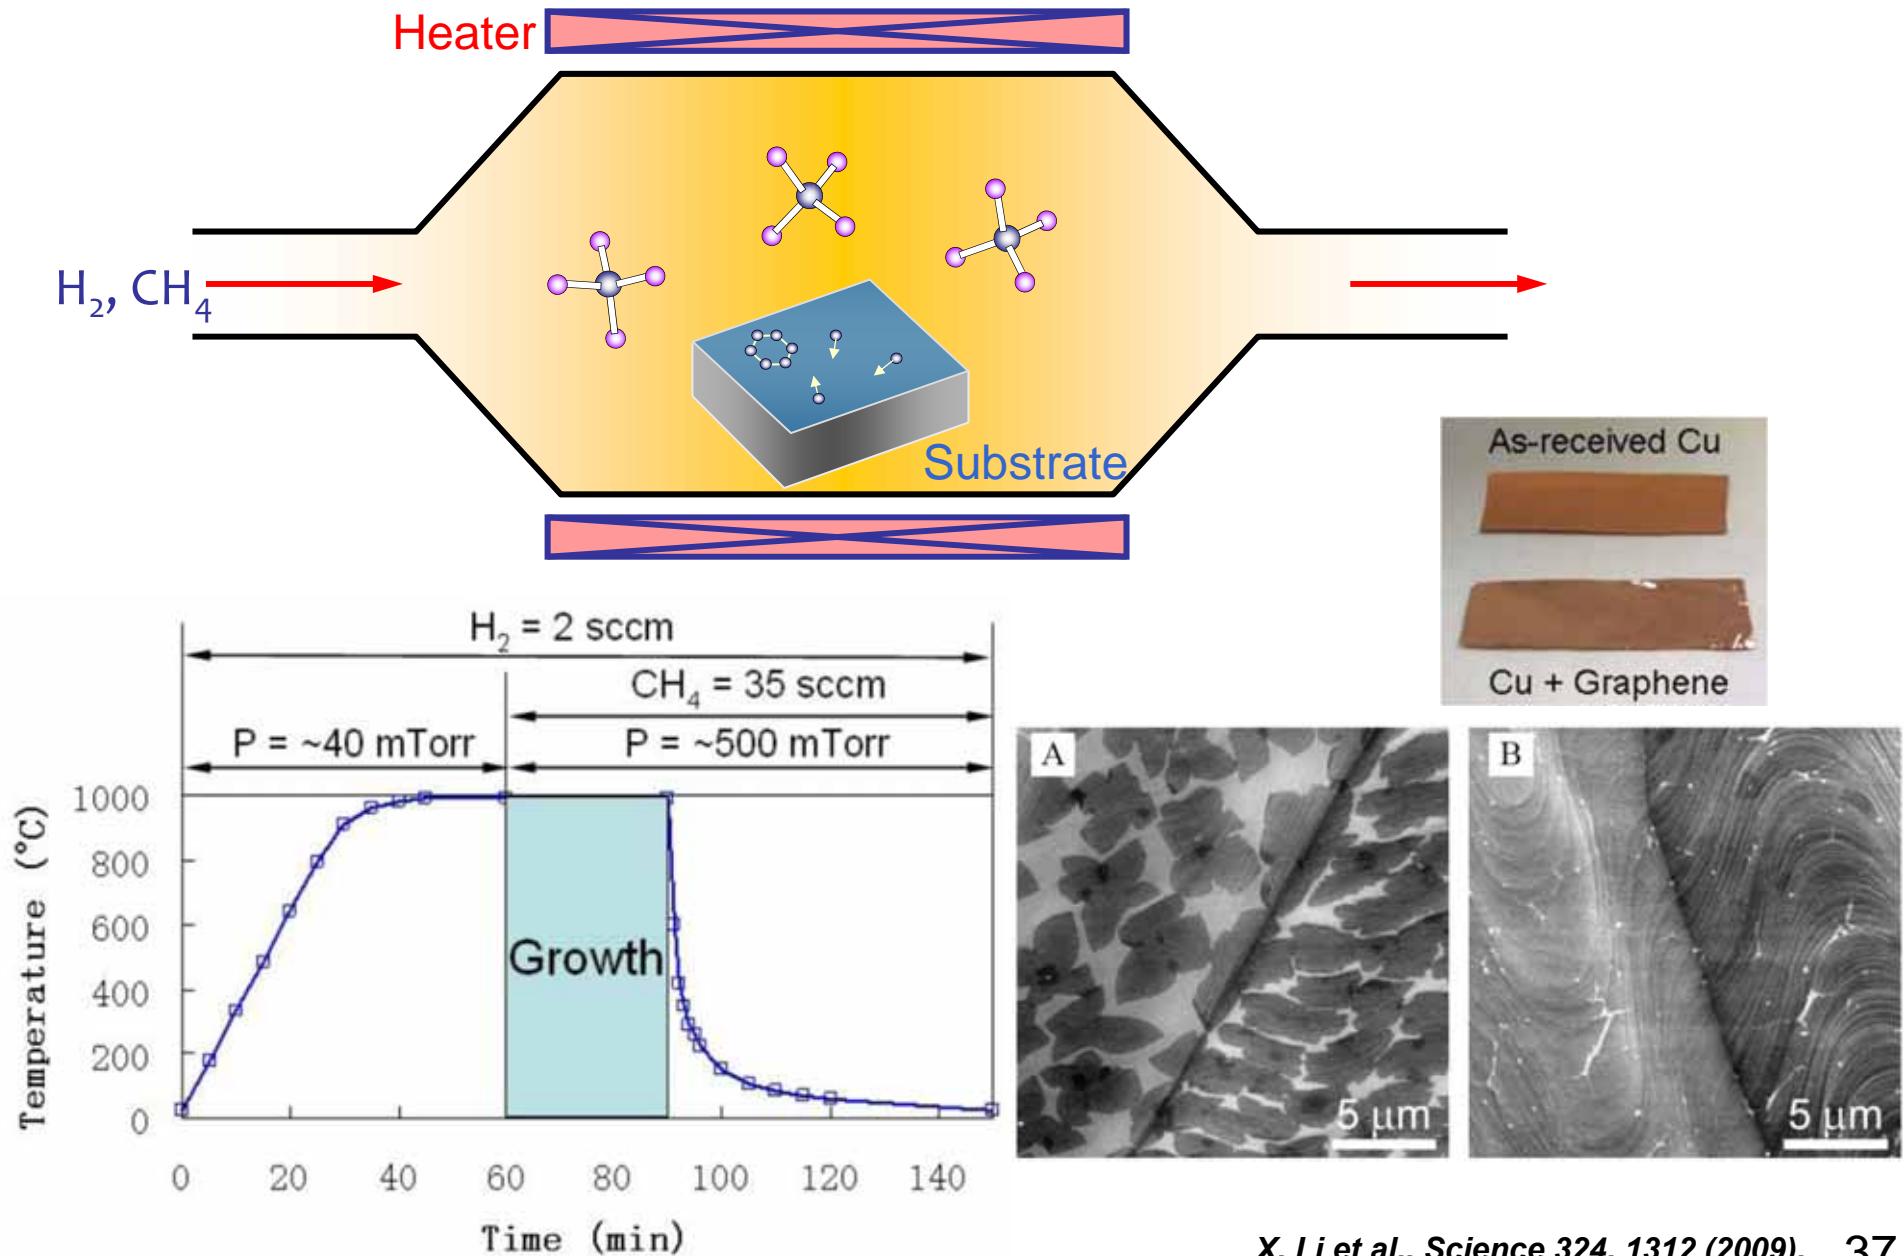 Heater
H₂, CH₄
Substrate
As-received Cu
Cu + Graphene
H₂ = 2 sccm
CH₄ = 35 sccm
P = ~40 mTorr
P = ~500 mTorr
Temperature (°C)
1000
800
600
400
200
0
Growth
0 20 40 60 80 100 120 140
Time (min)
A
5 μm
B
5 μm
X. Li et al., Science 324, 1312 (2009).
37